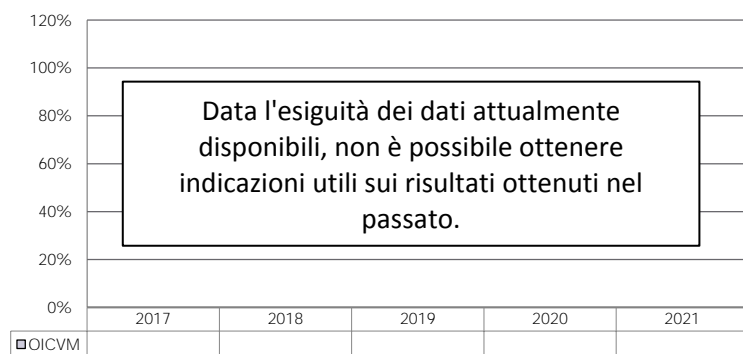 120%
100%
80%
60%
40%
20%
0%
Data l'esiguità dei dati attualmente
disponibili, non è possibile ottenere
indicazioni utili sui risultati ottenuti nel
passato.
2017 2018 2019 2020 2021
OICVM